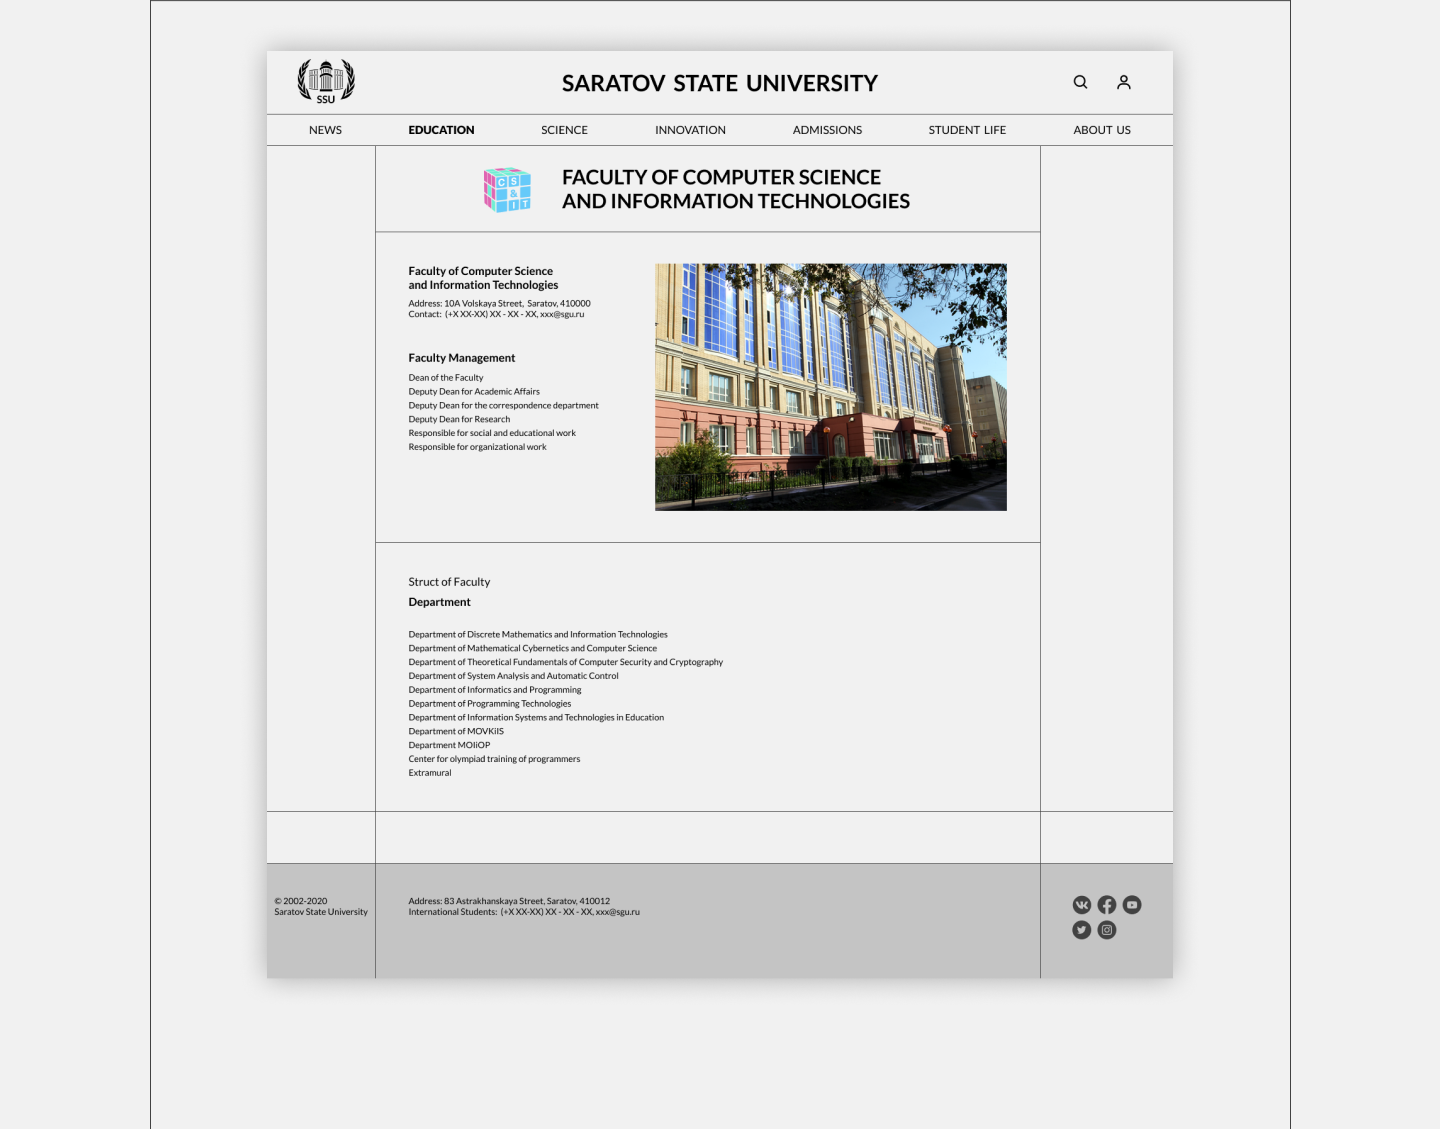 SSU
SARATOV STATE UNIVERSITY
NEWS
EDUCATION
SCIENCE
INNOVATION
ADMISSIONS
STUDENT LIFE
ABOUT US
CS
&
IT
FACULTY OF COMPUTER SCIENCE
AND INFORMATION TECHNOLOGIES
Faculty of Computer Science
and Information Technologies
Address: 10A Volskaya Street, Saratov, 410000
Contact: (+X XX-XX) XX - XX - XX, xxx@sgu.ru
Faculty Management
Dean of the Faculty
Deputy Dean for Academic Affairs
Deputy Dean for the correspondence department
Deputy Dean for Research
Responsible for social and educational work
Responsible for organizational work
Struct of Faculty
Department
Department of Discrete Mathematics and Information Technologies
Department of Mathematical Cybernetics and Computer Science
Department of Theoretical Fundamentals of Computer Security and Cryptography
Department of System Analysis and Automatic Control
Department of Informatics and Programming
Department of Programming Technologies
Department of Information Systems and Technologies in Education
Department of MOVKiIS
Department MOIiOP
Center for olympiad training of programmers
Extramural
© 2002-2020
Saratov State University
Address: 83 Astrakhanskaya Street, Saratov, 410012
International Students: (+X XX-XX) XX - XX - XX, xxx@sgu.ru